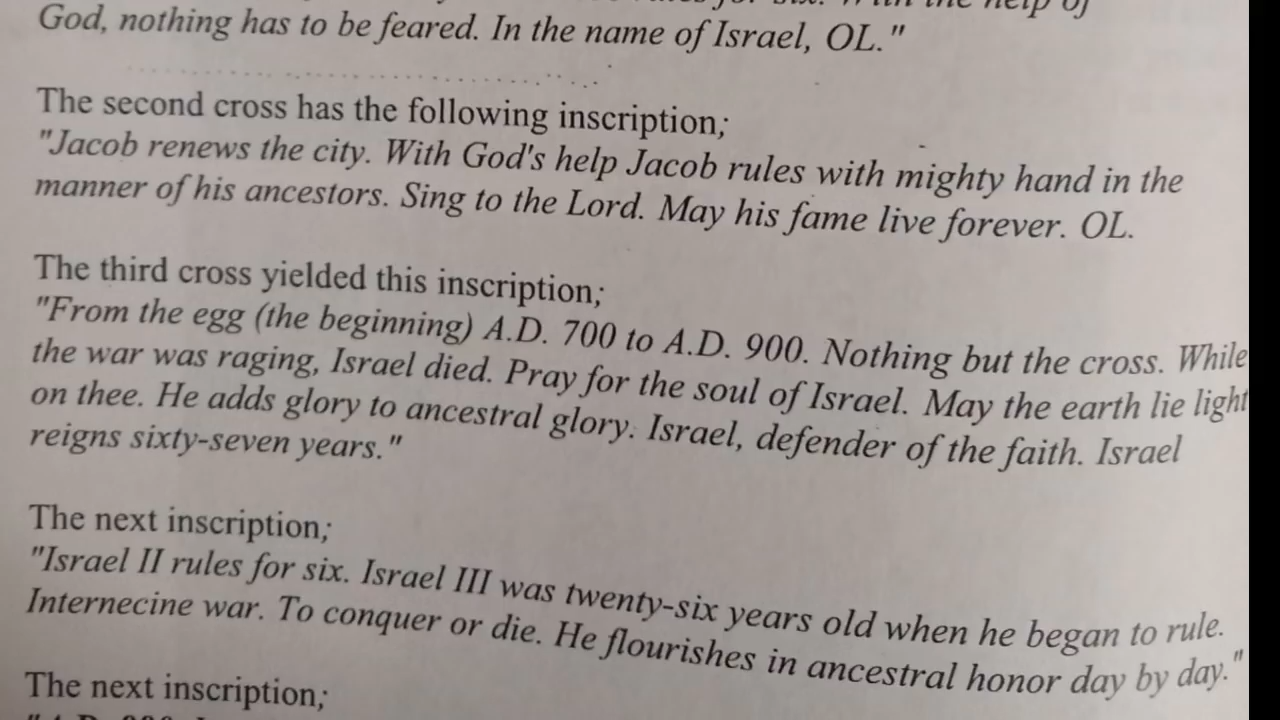 for six. With the help of
God, nothing has to be feared. In the name of Israel, OL."
The second cross has the following inscription;
"Jacob renews the city. With God's help Jacob rules with mighty hand in the
manner of his ancestors. Sing to the Lord. May his fame live forever. OL.
The third cross yielded this inscription;
"From the egg (the beginning) A.D. 700 to A.D. 900. Nothing but the cross. While
the war was raging, Israel died. Pray for the soul of Israel. May the earth lie light
on thee. He adds glory to ancestral glory. Israel, defender of the faith. Israel
reigns sixty-seven years."
The next inscription;
"Israel II rules for six. Israel III was twenty-six years old when he began to rule.
Internecine war. To conquer or die. He flourishes in ancestral honor day by day."
The next inscription;